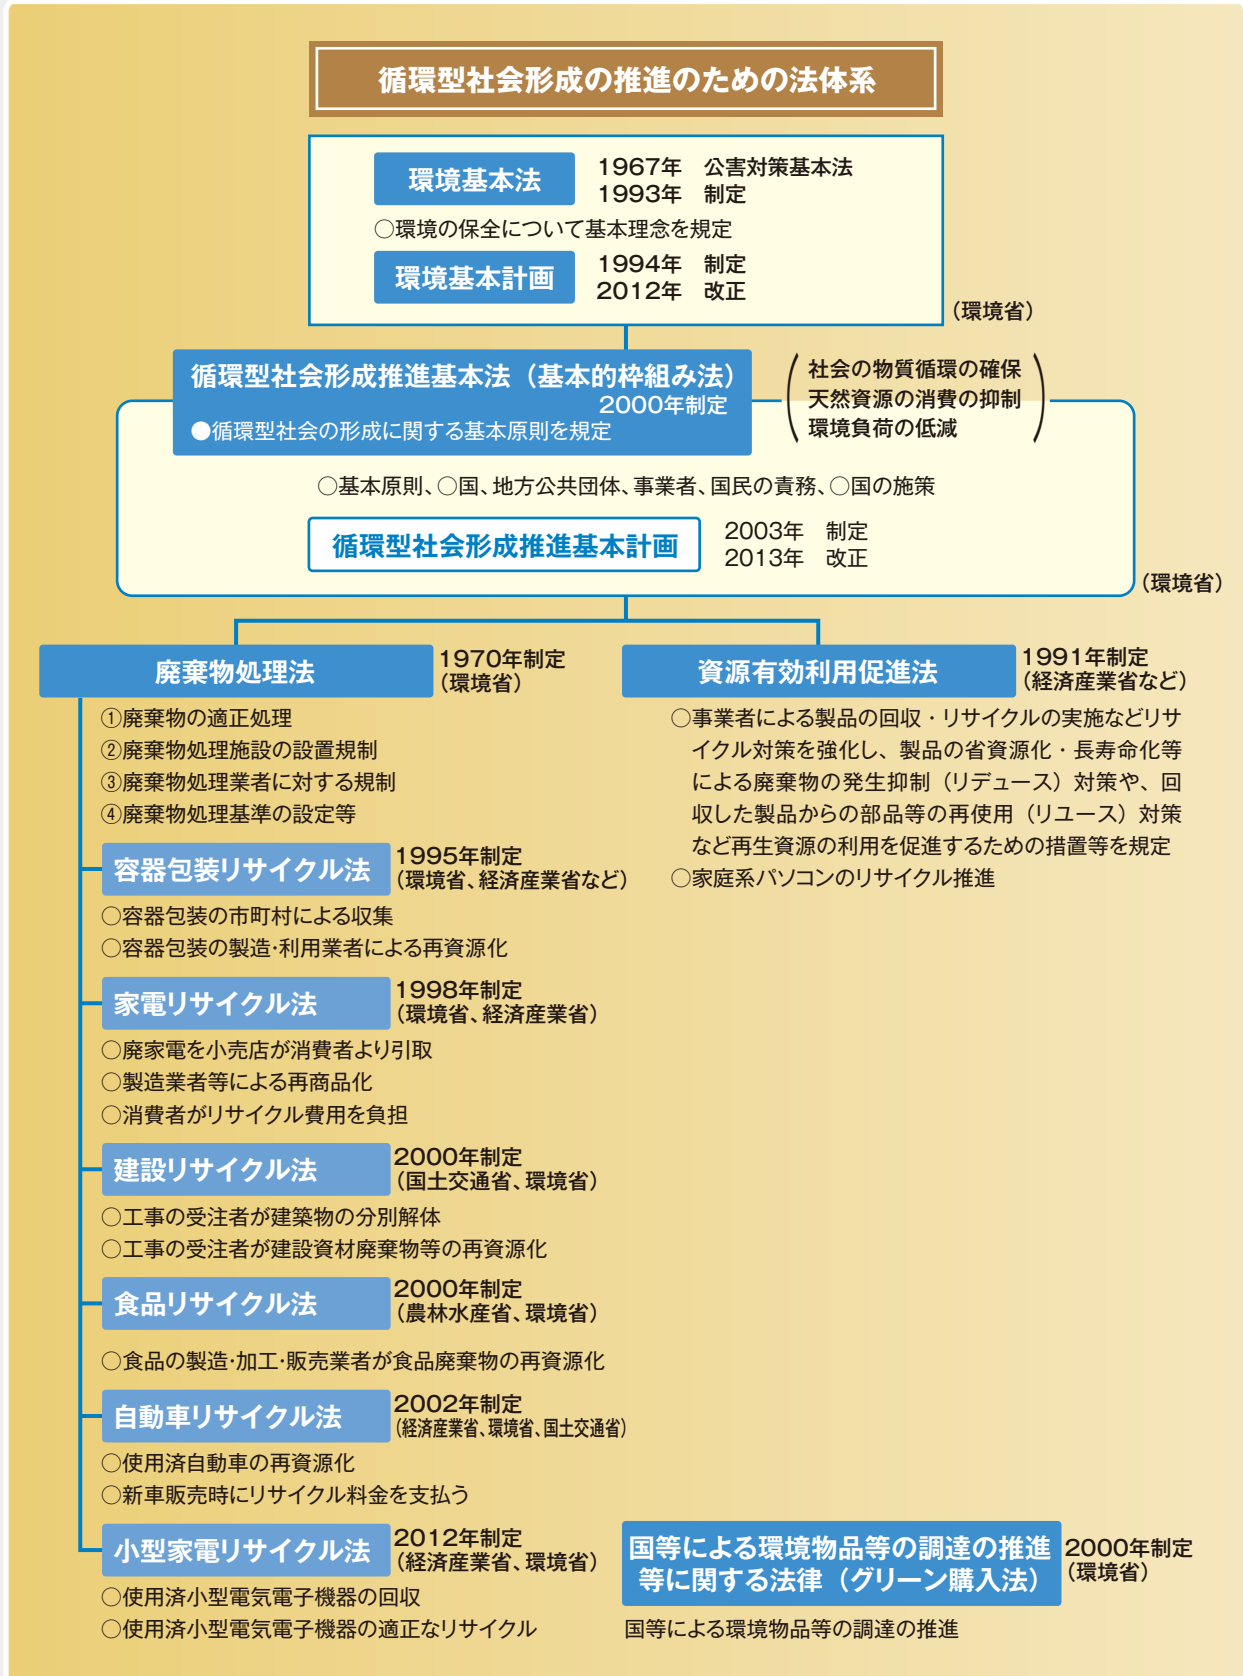 循環型社会形成の推進のための法体系
環境基本法
1967年　公害対策基本法
1993年　制定
○環境の保全について基本理念を規定
環境基本計画
1994年　制定
2012年　改正
（環境省）
循環型社会形成推進基本法（基本的枠組み法）
2000年制定
●循環型社会の形成に関する基本原則を規定
社会の物質循環の確保
天然資源の消費の抑制
環境負荷の低減
○基本原則、○国、地方公共団体、事業者、国民の責務、○国の施策
循環型社会形成推進基本計画
2003年　制定
2013年　改正
（環境省）
廃棄物処理法
1970年制定
（環境省）
①廃棄物の適正処理
②廃棄物処理施設の設置規制
③廃棄物処理業者に対する規制
④廃棄物処理基準の設定等
容器包装リサイクル法
1995年制定
（環境省、経済産業省など）
○容器包装の市町村による収集
○容器包装の製造・利用業者による再資源化
家電リサイクル法
1998年制定
（環境省、経済産業省）
○廃家電を小売店が消費者より引取
○製造業者等による再商品化
○消費者がリサイクル費用を負担
建設リサイクル法
2000年制定
（国土交通省、環境省）
○工事の受注者が建築物の分別解体
○工事の受注者が建設資材廃棄物等の再資源化
食品リサイクル法
2000年制定
（農林水産省、環境省）
○食品の製造・加工・販売業者が食品廃棄物の再資源化
自動車リサイクル法
2002年制定
（経済産業省、環境省、国土交通省）
○使用済自動車の再資源化
○新車販売時にリサイクル料金を支払う
小型家電リサイクル法
2012年制定
（経済産業省、環境省）
○使用済小型電気電子機器の回収
○使用済小型電気電子機器の適正なリサイクル
資源有効利用促進法
1991年制定
（経済産業省など）
○事業者による製品の回収・リサイクルの実施などリサ
イクル対策を強化し、製品の省資源化・長寿命化等
による廃棄物の発生抑制（リデュース）対策や、回
収した製品からの部品等の再使用（リユース）対策
など再生資源の利用を促進するための措置等を規定
○家庭系パソコンのリサイクル推進
国等による環境物品等の調達の推進
等に関する法律（グリーン購入法）
2000年制定
（環境省）
国等による環境物品等の調達の推進